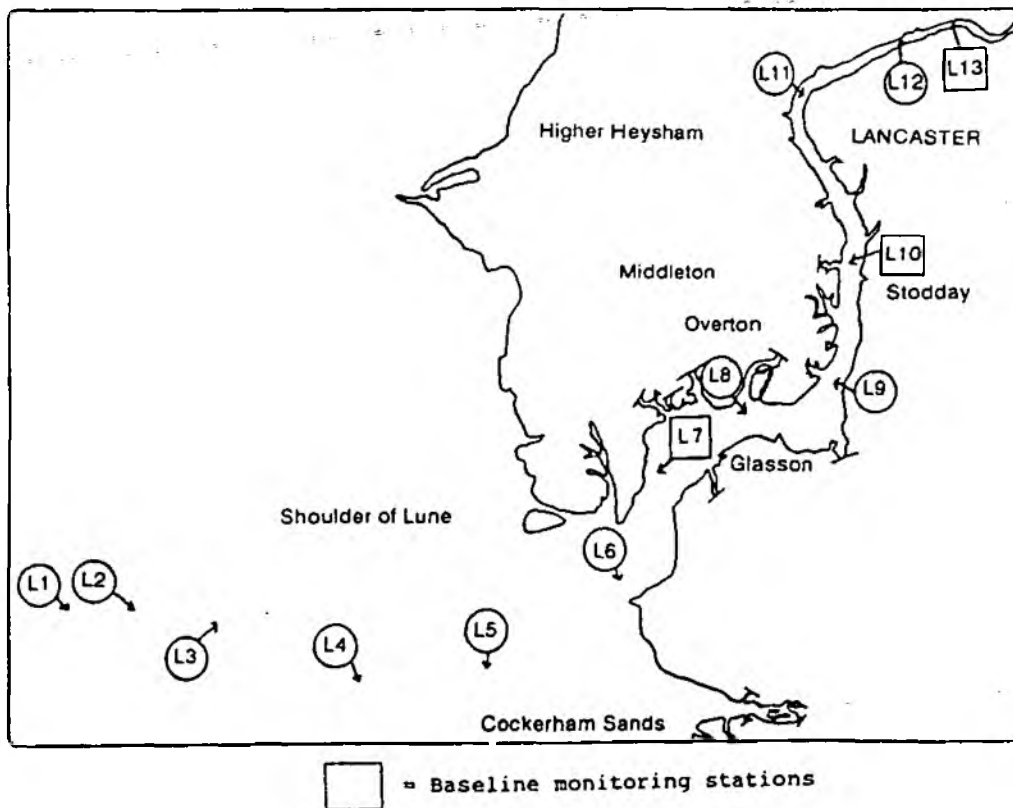 L11
L12
L13
Higher Heysham
LANCASTER
L10
Middleton
Stodday
Overton
L8
L9
L7
Glasson
Shoulder of Lune
L6
L1
L2
L5
L4
L3
Cockerham Sands
= Baseline monitoring stations